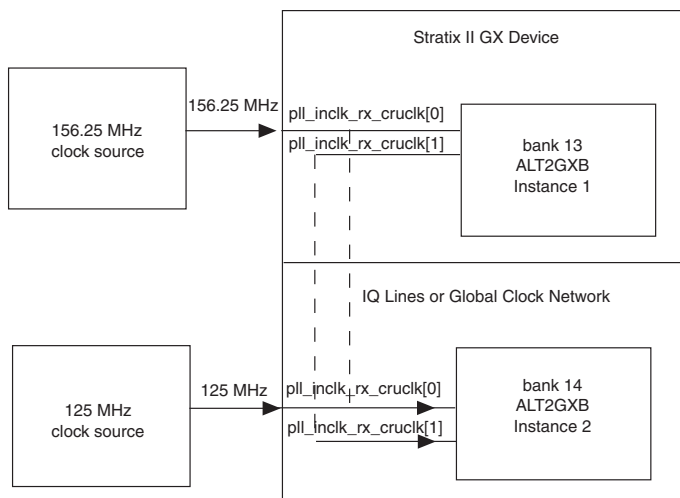 Stratix II GX Device
156.25 MHz
clock source
156.25 MHz
pll_inclk_rx_cruclk[0]
pll_inclk_rx_cruclk[1]
bank 13
ALT2GXB
Instance 1
IQ Lines or Global Clock Network
125 MHz
clock source
125 MHz
pll_inclk_rx_cruclk[0]
pll_inclk_rx_cruclk[1]
bank 14
ALT2GXB
Instance 2